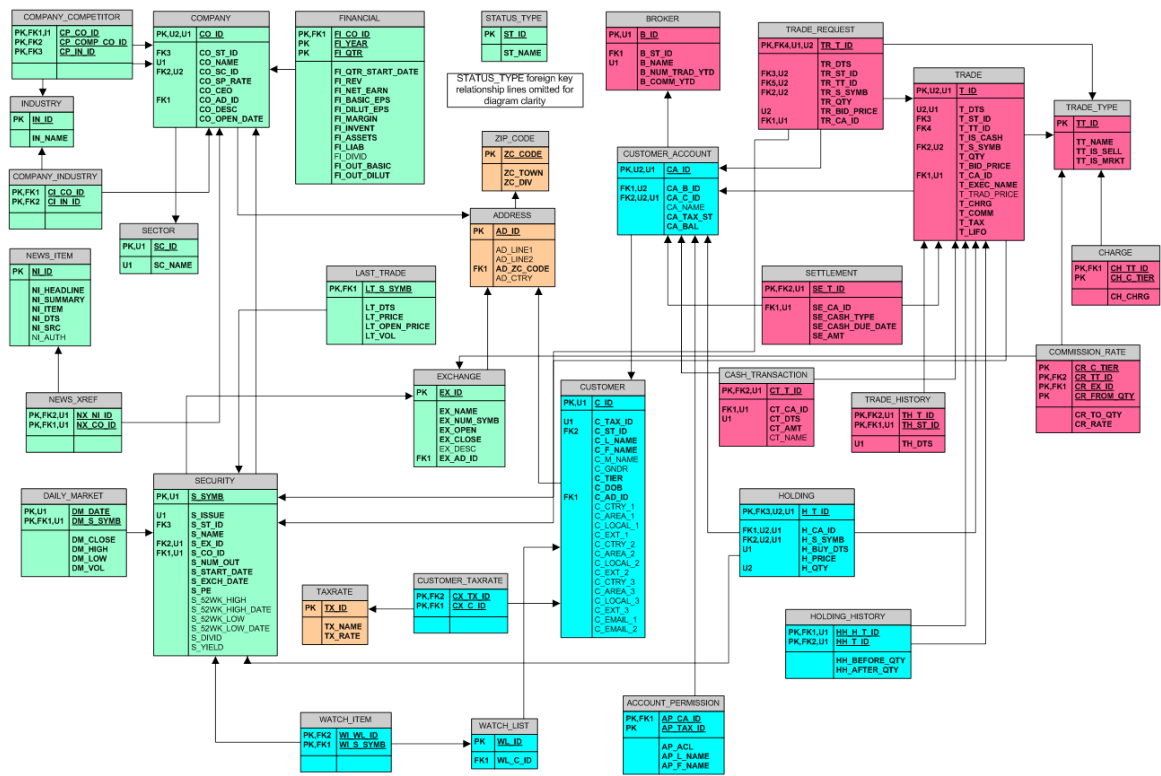 COMPANY_COMPETITOR
PK,FK1,I1 CP_CO_ID
PK,FK2 CP_COMP_CO_ID
PK,FK3 CP_IN_ID
COMPANY
PK,U2,U1 CO_ID
FK3 CO_ST_ID
U1 CO_NAME
FK2,U2 CO_SC_ID
CO_SP_RATE
CO_CEO
FK1 CO_AD_ID
CO_DESC
CO_OPEN_DATE
FINANCIAL
PK,FK1 FI_CO_ID
PK FI_YEAR
PK FI_QTR
FI_QTR_START_DATE
FI_REV
FI_NET_EARN
FI_BASIC_EPS
FI_DILUT_EPS
FI_MARGIN
FI_INVENT
FI_ASSETS
FI_LIAB
FI_DIVID
FI_OUT_BASIC
FI_OUT_DILUT
STATUS_TYPE
PK ST_ID
ST_NAME
STATUS_TYPE foreign key
relationship lines omitted for
diagram clarity
BROKER
PK,U1 B_ID
FK1 B_ST_ID
U1 B_NAME
B_NUM_TRAD_YTD
B_COMM_YTD
TRADE_REQUEST
PK,FK4,U1,U2 TR_T_ID
TR_DTS
FK3,U2 TR_ST_ID
FK5,U2 TR_TT_ID
FK2,U2 TR_S_SYMB
TR_QTY
U2 TR_BID_PRICE
FK1,U1 TR_CA_ID
TRADE
PK,U2,U1 T_ID
U2,U1 T_DTS
FK3 T_ST_ID
FK4 T_TT_ID
T_IS_CASH
FK2,U2 T_S_SYMB
T_QTY
T_BID_PRICE
FK1,U1 T_CA_ID
T_EXEC_NAME
T_TRAD_PRICE
T_CHRG
T_COMM
T_TAX
T_LIFO
TRADE_TYPE
PK TT_ID
TT_NAME
TT_IS_SELL
TT_IS_MRKT
INDUSTRY
PK IN_ID
IN_NAME
COMPANY_INDUSTRY
PK,FK1 CI_CO_ID
PK,FK2 CI_IN_ID
SECTOR
PK,U1 SC_ID
U1 SC_NAME
ZIP_CODE
PK ZC_CODE
ZC_TOWN
ZC_DIV
ADDRESS
PK AD_ID
AD_LINE1
AD_LINE2
FK1 AD_ZC_CODE
AD_CTRY
CUSTOMER_ACCOUNT
PK,U2,U1 CA_ID
FK1,U2 CA_B_ID
FK2,U2,U1 CA_C_ID
CA_NAME
CA_TAX_ST
CA_BAL
CHARGE
PK,FK1 CH_TT_ID
PK CH_C_TIER
CH_CHRG
NEWS_ITEM
PK NI_ID
NI_HEADLINE
NI_SUMMARY
NI_ITEM
NI_DTS
NI_SRC
NI_AUTH
LAST_TRADE
PK,FK1 LT_S_SYMB
LT_DTS
LT_PRICE
LT_OPEN_PRICE
LT_VOL
SETTLEMENT
PK,FK2,U1 SE_T_ID
FK1,U1 SE_CA_ID
SE_CASH_TYPE
SE_CASH_DUE_DATE
SE_AMT
COMMISSION_RATE
PK CR_C_TIER
PK,FK2 CR_TT_ID
PK,FK1 CR_EX_ID
PK CR_FROM_QTY
CR_TO_QTY
CR_RATE
NEWS_XREF
PK,FK2,U1 NX_NI_ID
PK,FK1,U1 NX_CO_ID
EXCHANGE
PK EX_ID
EX_NAME
EX_NUM_SYMB
EX_OPEN
EX_CLOSE
EX_DESC
FK1 EX_AD_ID
CUSTOMER
PK,U1 C_ID
U1 C_TAX_ID
FK2 C_ST_ID
C_L_NAME
C_F_NAME
C_M_NAME
C_GNDR
C_TIER
C_DOB
FK1 C_AD_ID
C_CTRY_1
C_AREA_1
C_LOCAL_1
C_EXT_1
C_CTRY_2
C_AREA_2
C_LOCAL_2
C_EXT_2
C_CTRY_3
C_AREA_3
C_LOCAL_3
C_EXT_3
C_EMAIL_1
C_EMAIL_2
CASH_TRANSACTION
PK,FK2,U1 CT_T_ID
FK1,U1 CT_CA_ID
U1 CT_DTS
CT_AMT
CT_NAME
TRADE_HISTORY
PK,FK2,U1 TH_T_ID
PK,FK1,U1 TH_ST_ID
U1 TH_DTS
SECURITY
PK,U1 S_SYMB
U1 S_ISSUE
FK3 S_ST_ID
S_NAME
FK2,U1 S_EX_ID
FK1,U1 S_CO_ID
S_NUM_OUT
S_START_DATE
S_EXCH_DATE
S_PE
S_52WK_HIGH
S_52WK_HIGH_DATE
S_52WK_LOW
S_52WK_LOW_DATE
S_DIVID
S_YIELD
DAILY_MARKET
PK,U1 DM_DATE
PK,FK1,U1 DM_S_SYMB
DM_CLOSE
DM_HIGH
DM_LOW
DM_VOL
HOLDING
PK,FK3,U2,U1 H_T_ID
FK1,U2,U1 H_CA_ID
FK2,U2,U1 H_S_SYMB
U1 H_BUY_DTS
H_PRICE
U2 H_QTY
TAXRATE
PK TX_ID
TX_NAME
TX_RATE
CUSTOMER_TAXRATE
PK,FK2 CX_TX_ID
PK,FK1 CX_C_ID
HOLDING_HISTORY
PK,FK1,U1 HH_H_T_ID
PK,FK2,U1 HH_T_ID
HH_BEFORE_QTY
HH_AFTER_QTY
WATCH_ITEM
PK,FK2 WI_WL_ID
PK,FK1 WI_S_SYMB
WATCH_LIST
PK WL_ID
FK1 WL_C_ID
ACCOUNT_PERMISSION
PK,FK1 AP_CA_ID
PK AP_TAX_ID
AP_ACL
AP_L_NAME
AP_F_NAME